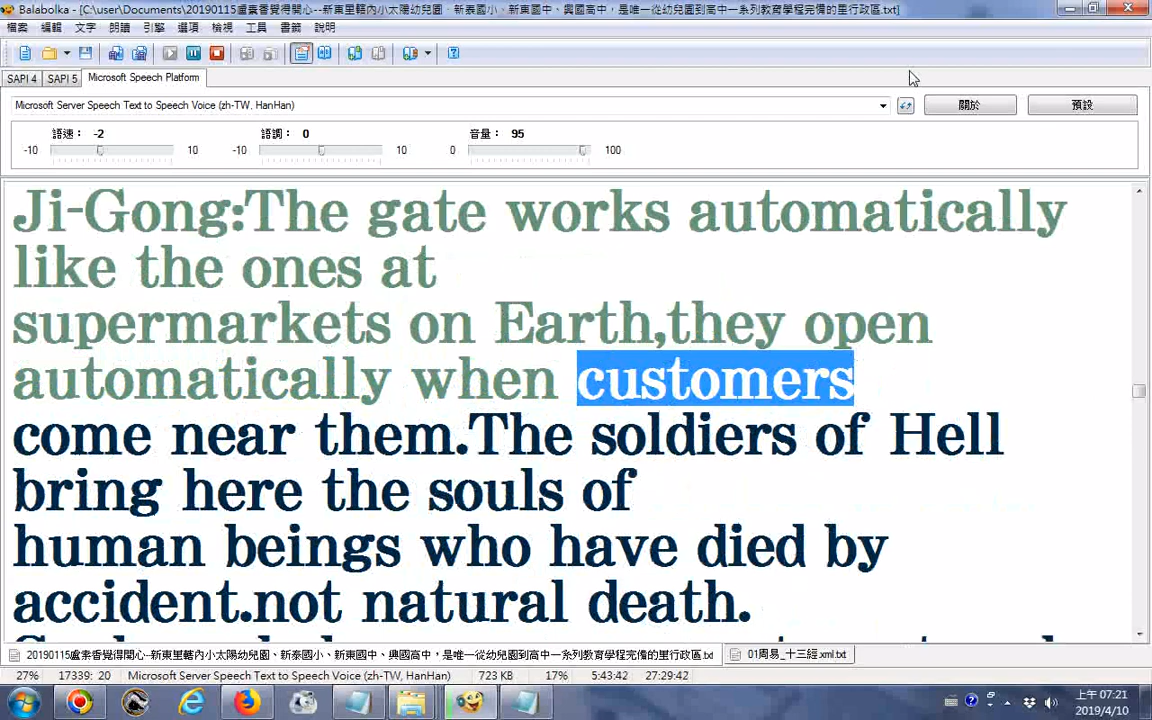 Balabolka - [C:\user\Documents\20190115盧素香覺得開心--新東里轄內小太陽幼兒園、新泰國小、新東國中、興國高中，是唯一從幼兒園到高中一系列教育學程完備的里行政區.txt]
檔案 編輯 文字 朗讀 引擎 選項 檢視 工具 書籤 說明
SAPI 4 SAPI 5 Microsoft Speech Platform
Microsoft Server Speech Text to Speech Voice (zh-TW, HanHan) 關於 預設
語速： -2 語調： 0 音量： 95
-10 10 -10 10 0 100
Ji-Gong:The gate works automatically
like the ones at
supermarkets on Earth,they open
automatically when customers
come near them.The soldiers of Hell
bring here the souls of
human beings who have died by
accident.not natural death.
20190115盧素香覺得開心--新東里轄內小太陽幼兒園、新泰國小、新東國中、興國高中，是唯一從幼兒園到高中一系列教育學程完備的里行政區.txt 01周易_十三經.xml.txt
27% 17339: 20 Microsoft Server Speech Text to Speech Voice (zh-TW, HanHan) 723 KB 17% 5:43:42 27:29:42
上午 07:21
2019/4/10